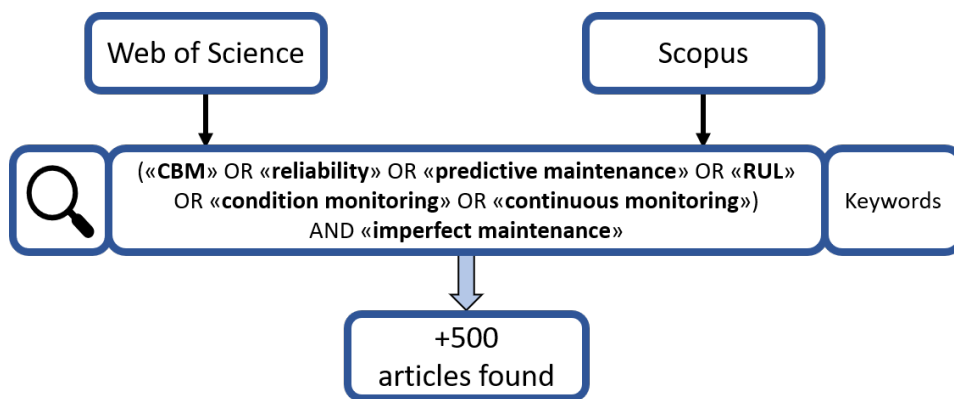 Web of Science
Scopus
(«CBM» OR «reliability» OR «predictive maintenance» OR «RUL»
OR «condition monitoring» OR «continuous monitoring»)
AND «imperfect maintenance»
Keywords
+500
articles found